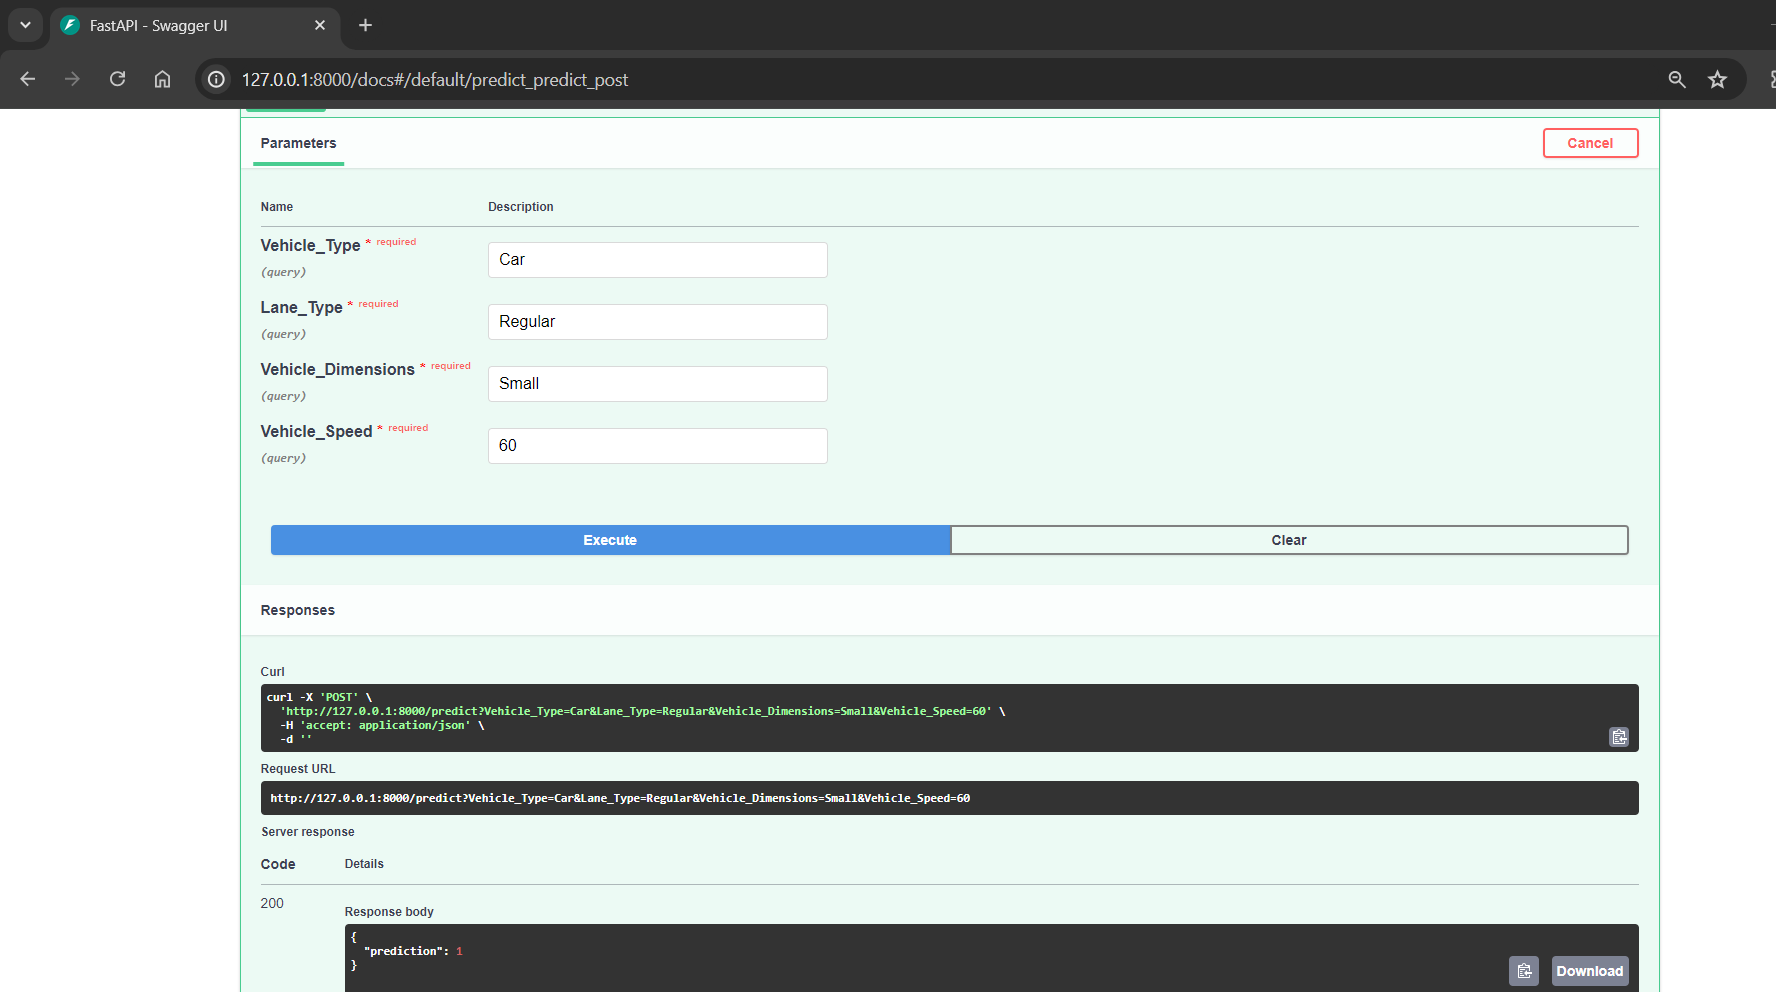 FastAPI - Swagger UI
127.0.0.1:8000/docs#/default/predict_predict_post
Parameters
Cancel
Name Description
Vehicle_Type * required
(query)
Car
Lane_Type * required
(query)
Regular
Vehicle_Dimensions * required
(query)
Small
Vehicle_Speed * required
(query)
60
Execute
Clear
Responses
Curl
curl -X 'POST' \
'http://127.0.0.1:8000/predict?Vehicle_Type=Car&Lane_Type=Regular&Vehicle_Dimensions=Small&Vehicle_Speed=60' \
-H 'accept: application/json' \
-d ''
Request URL
http://127.0.0.1:8000/predict?Vehicle_Type=Car&Lane_Type=Regular&Vehicle_Dimensions=Small&Vehicle_Speed=60
Server response
Code Details
200
Response body
{
"prediction": 1
}
Download